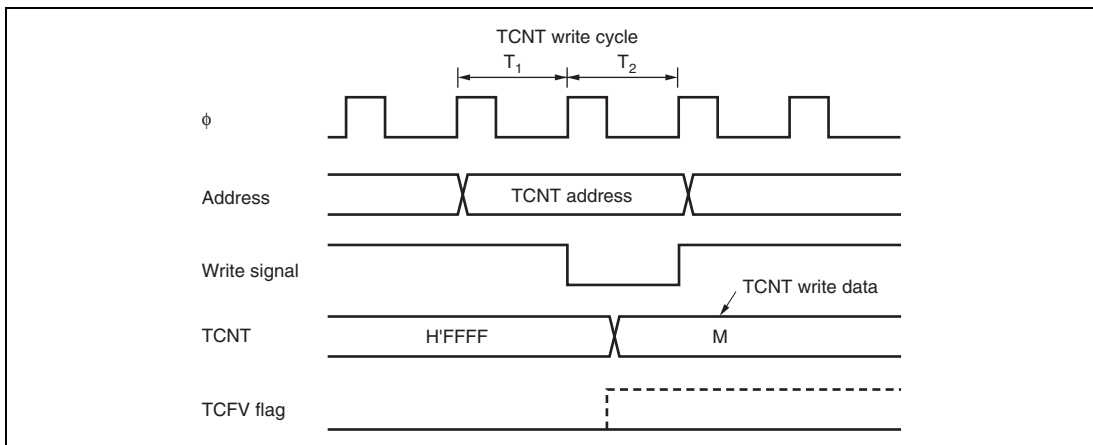 TCNT write cycle
T1 T2
ϕ
Address TCNT address
Write signal
TCNT write data
TCNT H'FFFF M
TCFV flag